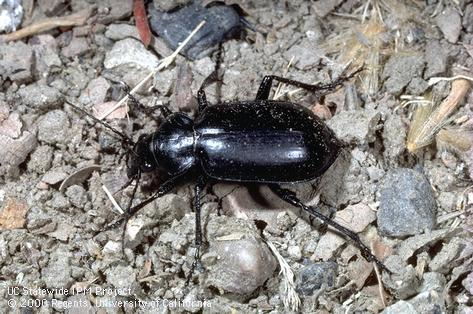 UC Statewide IPM Project
© 2000 Regents, University of California